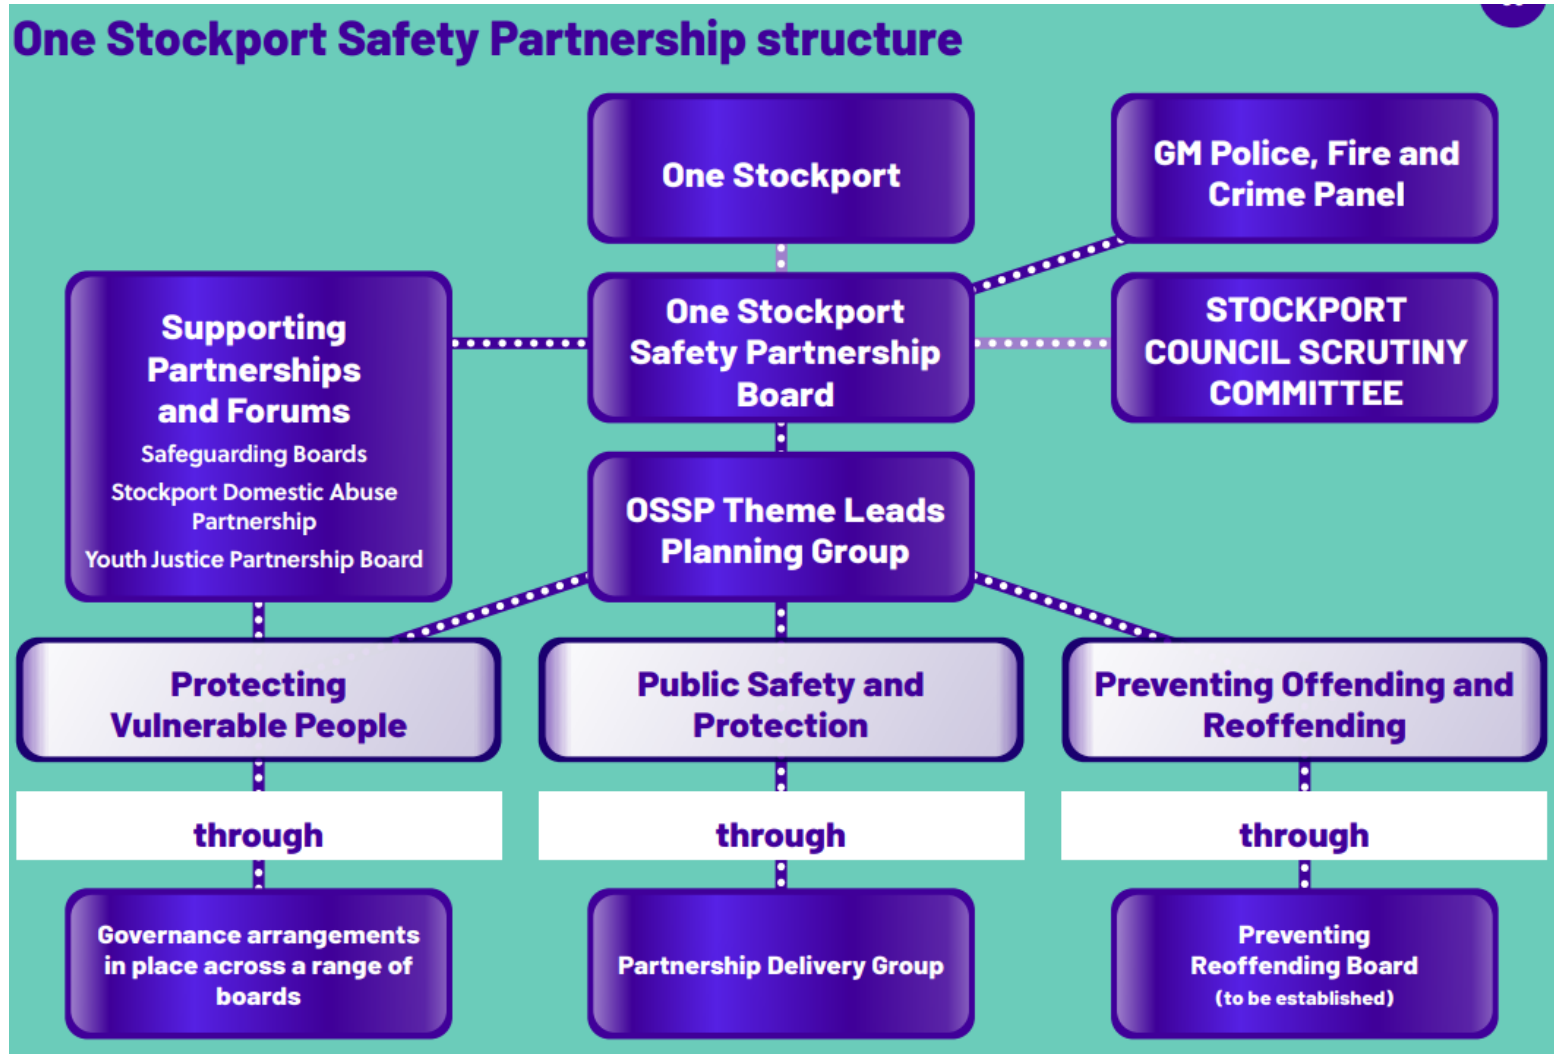 One Stockport Safety Partnership structure
One Stockport
GM Police, Fire and
Crime Panel
Supporting
Partnerships
and Forums
Safeguarding Boards
Stockport Domestic Abuse
Partnership
Youth Justice Partnership Board
One Stockport
Safety Partnership
Board
STOCKPORT
COUNCIL SCRUTINY
COMMITTEE
OSSP Theme Leads
Planning Group
Protecting
Vulnerable People
Public Safety and
Protection
Preventing Offending and
Reoffending
through
through
through
Governance arrangements
in place across a range of
boards
Partnership Delivery Group
Preventing
Reoffending Board
(to be established)